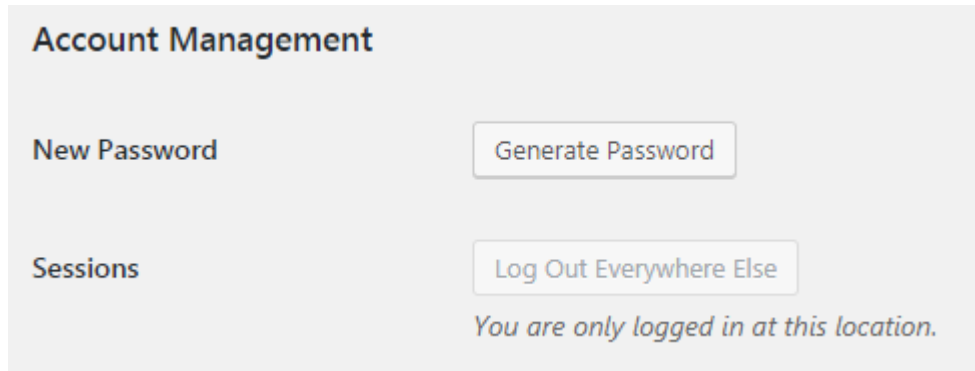 Account Management
New Password
Generate Password
Sessions
Log Out Everywhere Else
You are only logged in at this location.